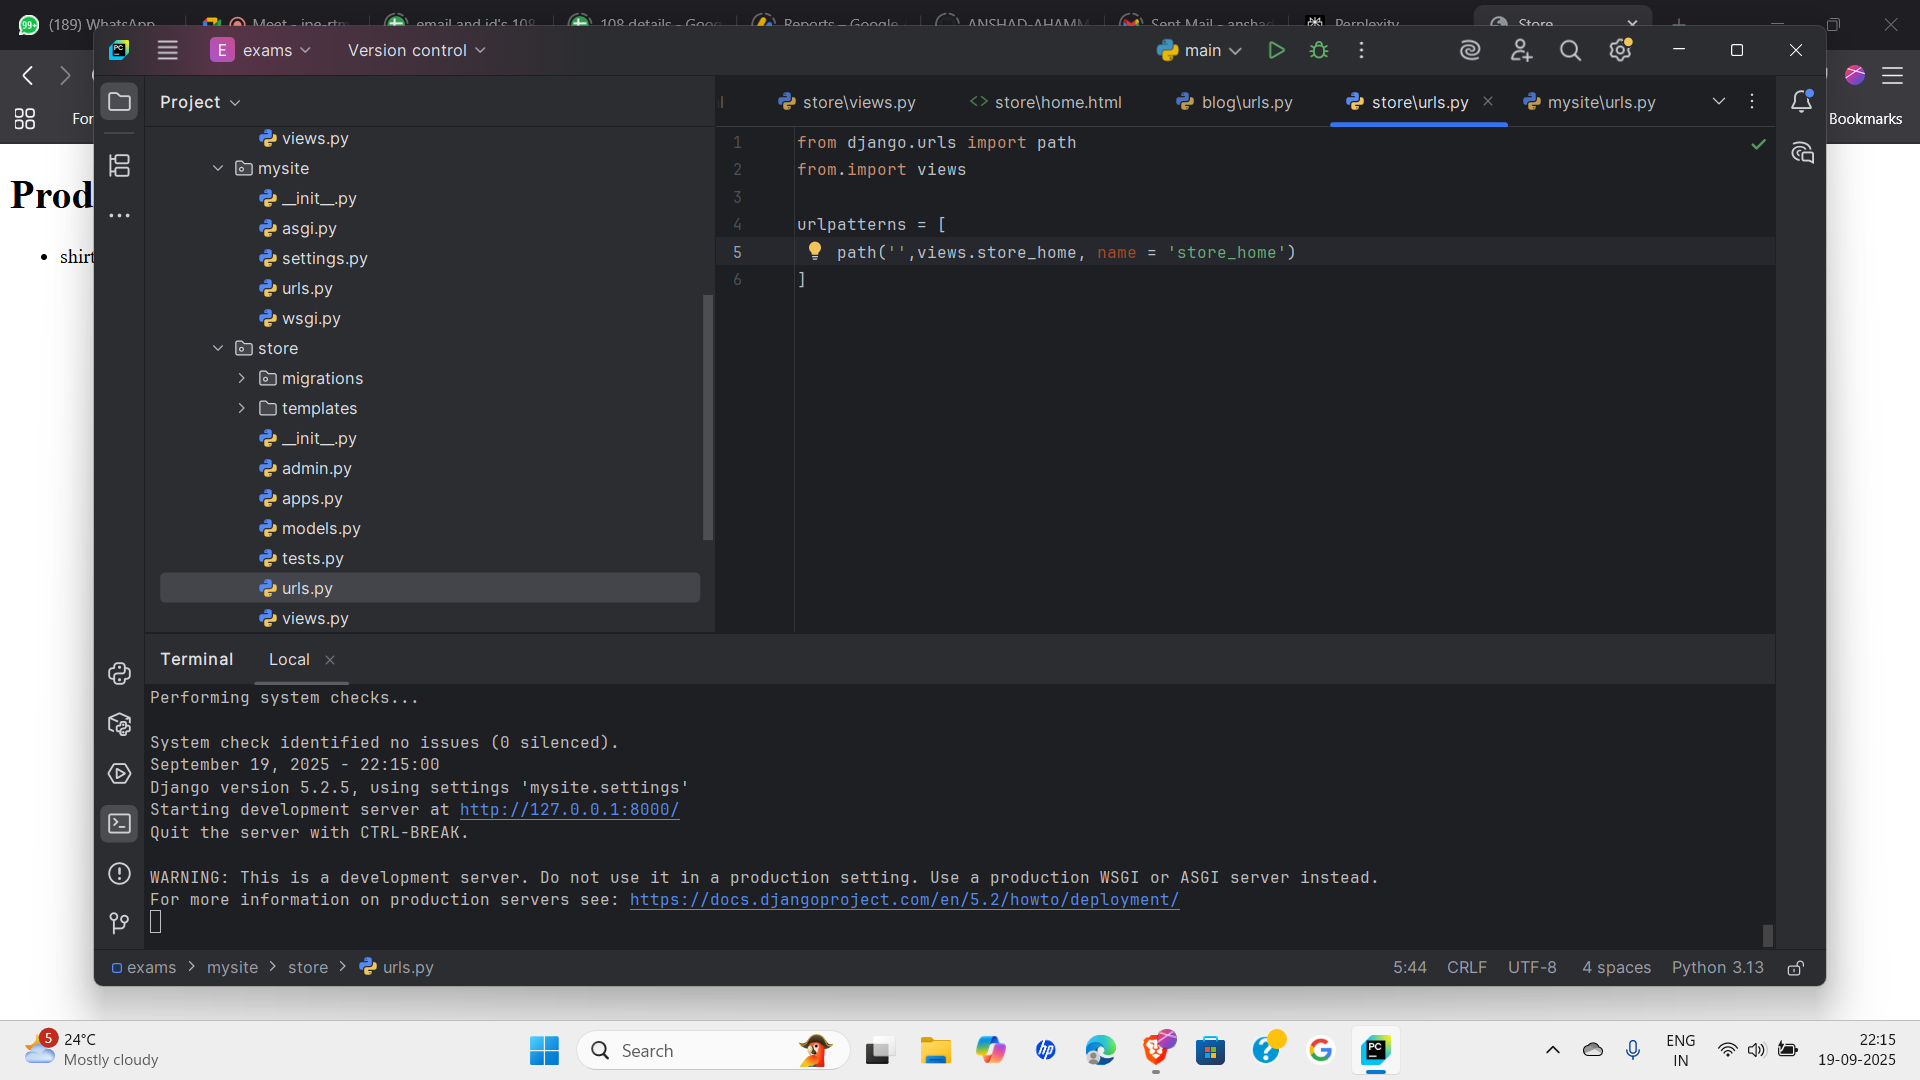 (189) WhatsApp
Meet - jpe-rtm
email and id's 108
108 details - Goo
Reports – Google
ANSHAD-AHAMM
Sent Mail - anshad
Perplexity
Store
E exams
Version control
main
For
Bookmarks
Project
store\views.py
store\home.html
blog\urls.py
store\urls.py
mysite\urls.py
Prod
shirt
views.py
mysite
__init__.py
asgi.py
settings.py
urls.py
wsgi.py
store
migrations
templates
__init__.py
admin.py
apps.py
models.py
tests.py
urls.py
views.py
1 from django.urls import path
2 from.import views
3
4 urlpatterns = [
5 path('',views.store_home, name = 'store_home')
6 ]
Terminal
Local
Performing system checks...
System check identified no issues (0 silenced).
September 19, 2025 - 22:15:00
Django version 5.2.5, using settings 'mysite.settings'
Starting development server at http://127.0.0.1:8000/
Quit the server with CTRL-BREAK.
WARNING: This is a development server. Do not use it in a production setting. Use a production WSGI or ASGI server instead.
For more information on production servers see: https://docs.djangoproject.com/en/5.2/howto/deployment/
exams > mysite > store > urls.py
5:44 CRLF UTF-8 4 spaces Python 3.13
5
24°C
Mostly cloudy
Search
ENG
IN
22:15
19-09-2025